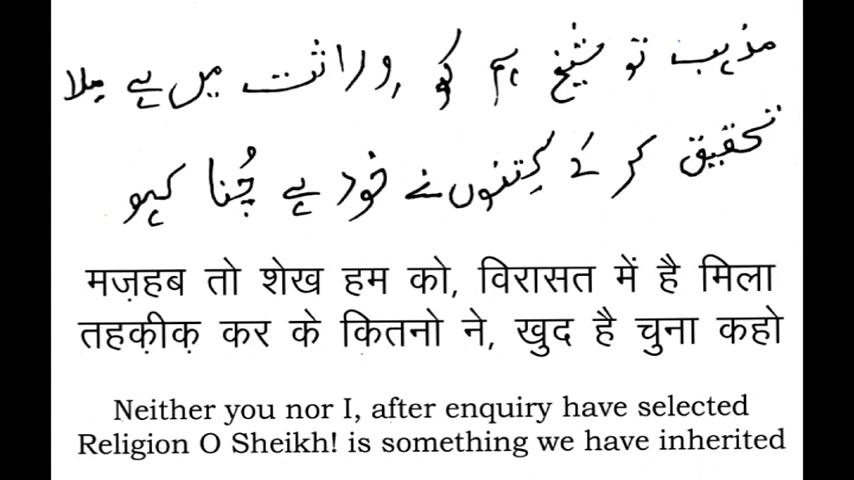 مذہب تو شیخ ہم کو وراثت میں ہے ملا
تحقیق کر کے کتنوں نے خود ہے چُنا کہو
मज़हब तो शेख हम को, विरासत में है मिला
तहक़ीक़ कर के कितनो ने, खुद है चुना कहो
Neither you nor I, after enquiry have selected
Religion O Sheikh! is something we have inherited